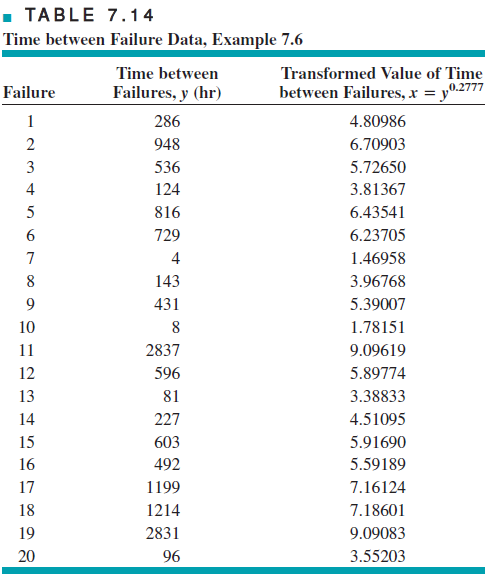 ■ TABLE 7.14
Time between Failure Data, Example 7.6
Failure Time between Failures, y (hr) Transformed Value of Time between Failures, x = y^0.2777
1 286 4.80986
2 948 6.70903
3 536 5.72650
4 124 3.81367
5 816 6.43541
6 729 6.23705
7 4 1.46958
8 143 3.96768
9 431 5.39007
10 8 1.78151
11 2837 9.09619
12 596 5.89774
13 81 3.38833
14 227 4.51095
15 603 5.91690
16 492 5.59189
17 1199 7.16124
18 1214 7.18601
19 2831 9.09083
20 96 3.55203